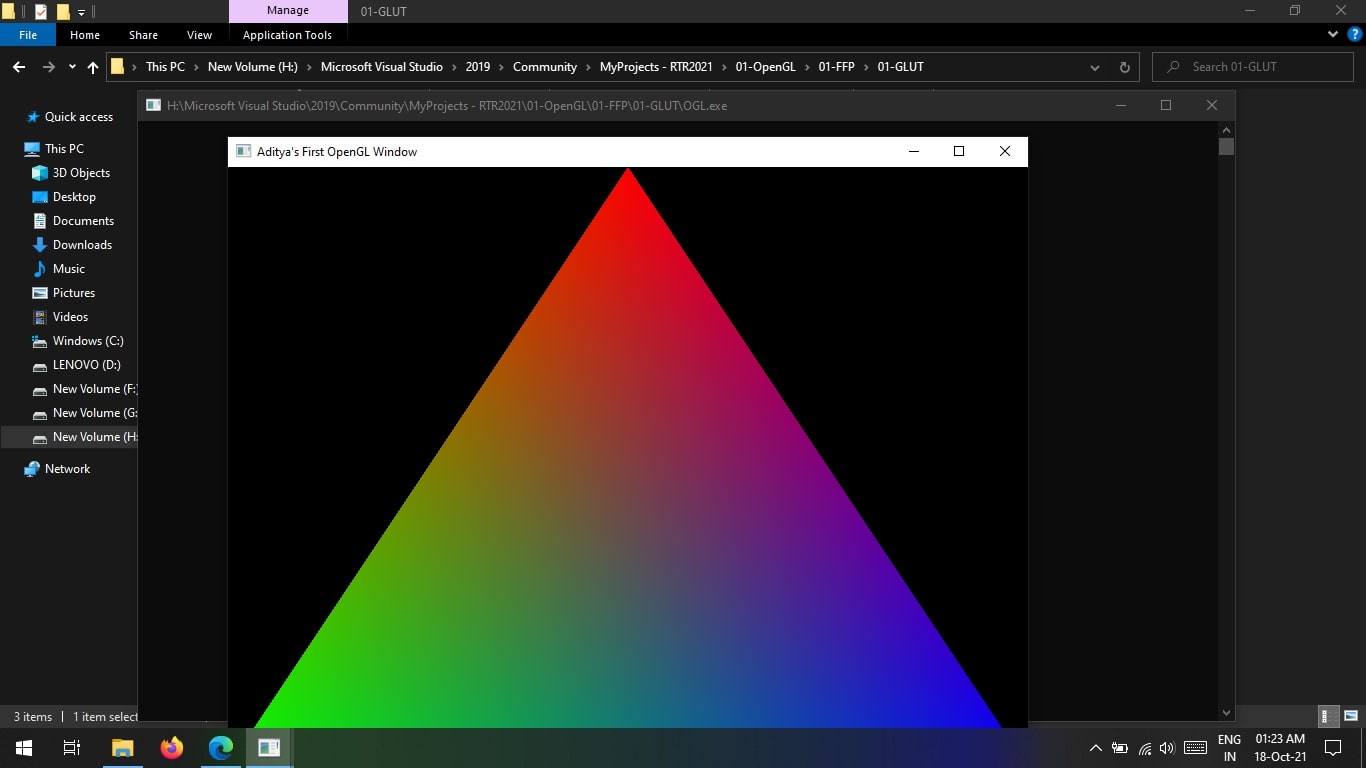 Manage
01-GLUT
File
Home
Share
View
Application Tools
This PC
New Volume (H:)
Microsoft Visual Studio
2019
Community
MyProjects - RTR2021
01-OpenGL
01-FFP
01-GLUT
Search 01-GLUT
H:\Microsoft Visual Studio\2019\Community\MyProjects - RTR2021\01-OpenGL\01-FFP\01-GLUT\OGL.exe
Aditya's First OpenGL Window
Quick access
This PC
3D Objects
Desktop
Documents
Downloads
Music
Pictures
Videos
Windows (C:)
LENOVO (D:)
New Volume (F:
New Volume (G:
New Volume (H:
Network
3 items
1 item select
ENG
IN
01:23 AM
18-Oct-21